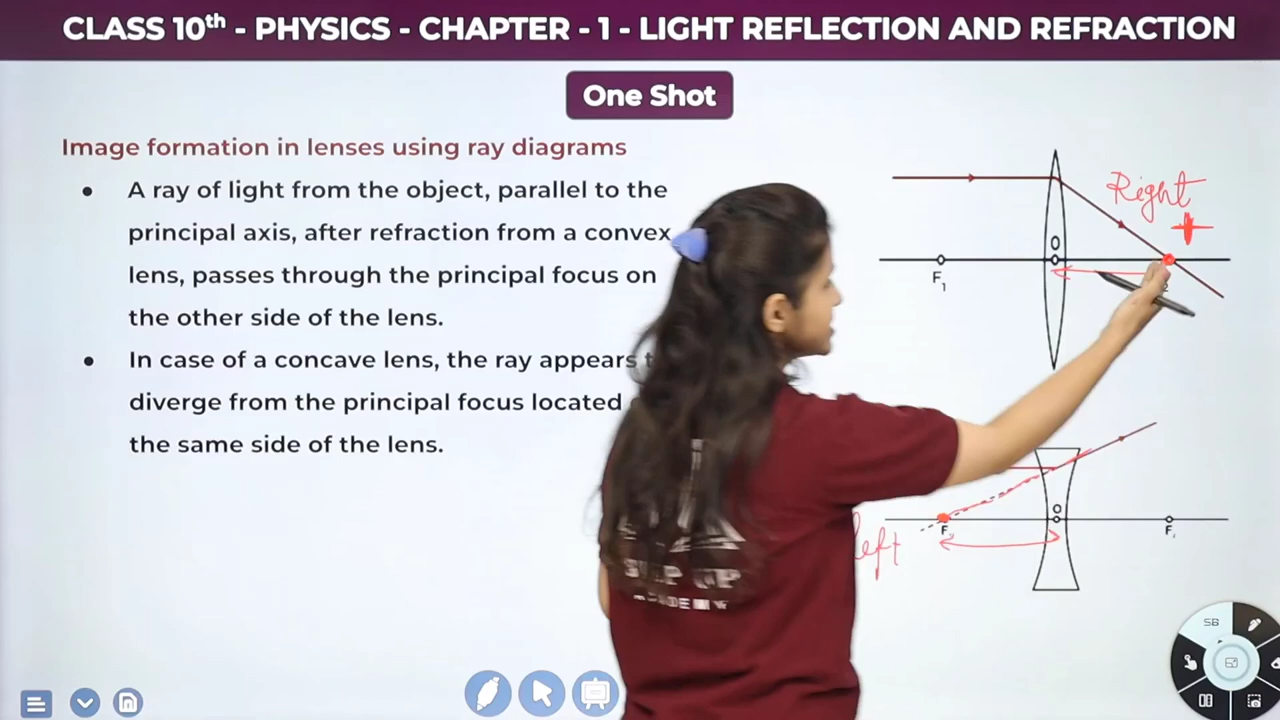 CLASS 10th - PHYSICS - CHAPTER - 1 - LIGHT REFLECTION AND REFRACTION
One Shot
Image formation in lenses using ray diagrams
• A ray of light from the object, parallel to the
principal axis, after refraction from a convex
lens, passes through the principal focus on
the other side of the lens.
• In case of a concave lens, the ray appears
diverge from the principal focus located
the same side of the lens.
Right
+
O
F1
2
O
F
F
left
UP
SB